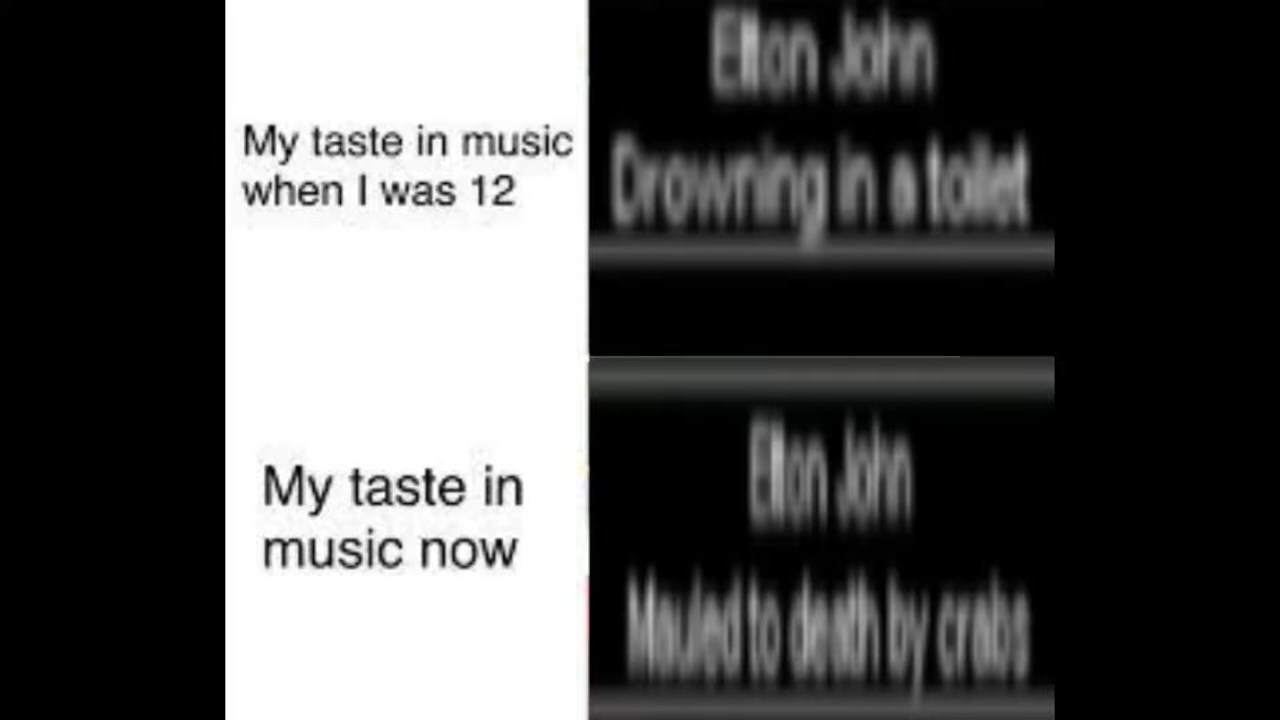 My taste in music
when I was 12
Elton John
Drowning in a toilet
My taste in
music now
Elton John
Mauled to death by crabs